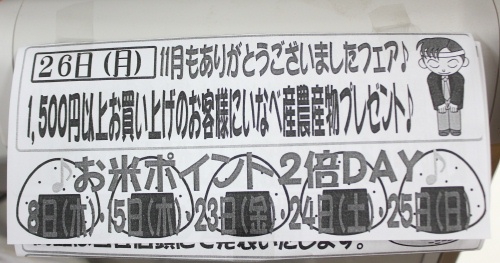 26日(月) 11月もありがとうございましたフェア♪
1,500円以上お買い上げのお客様にいなべ産農産物プレゼント♪
お米ポイント2倍DAY
8日(木)・15日(木)・23日(金)・24日(土)・25日(日)